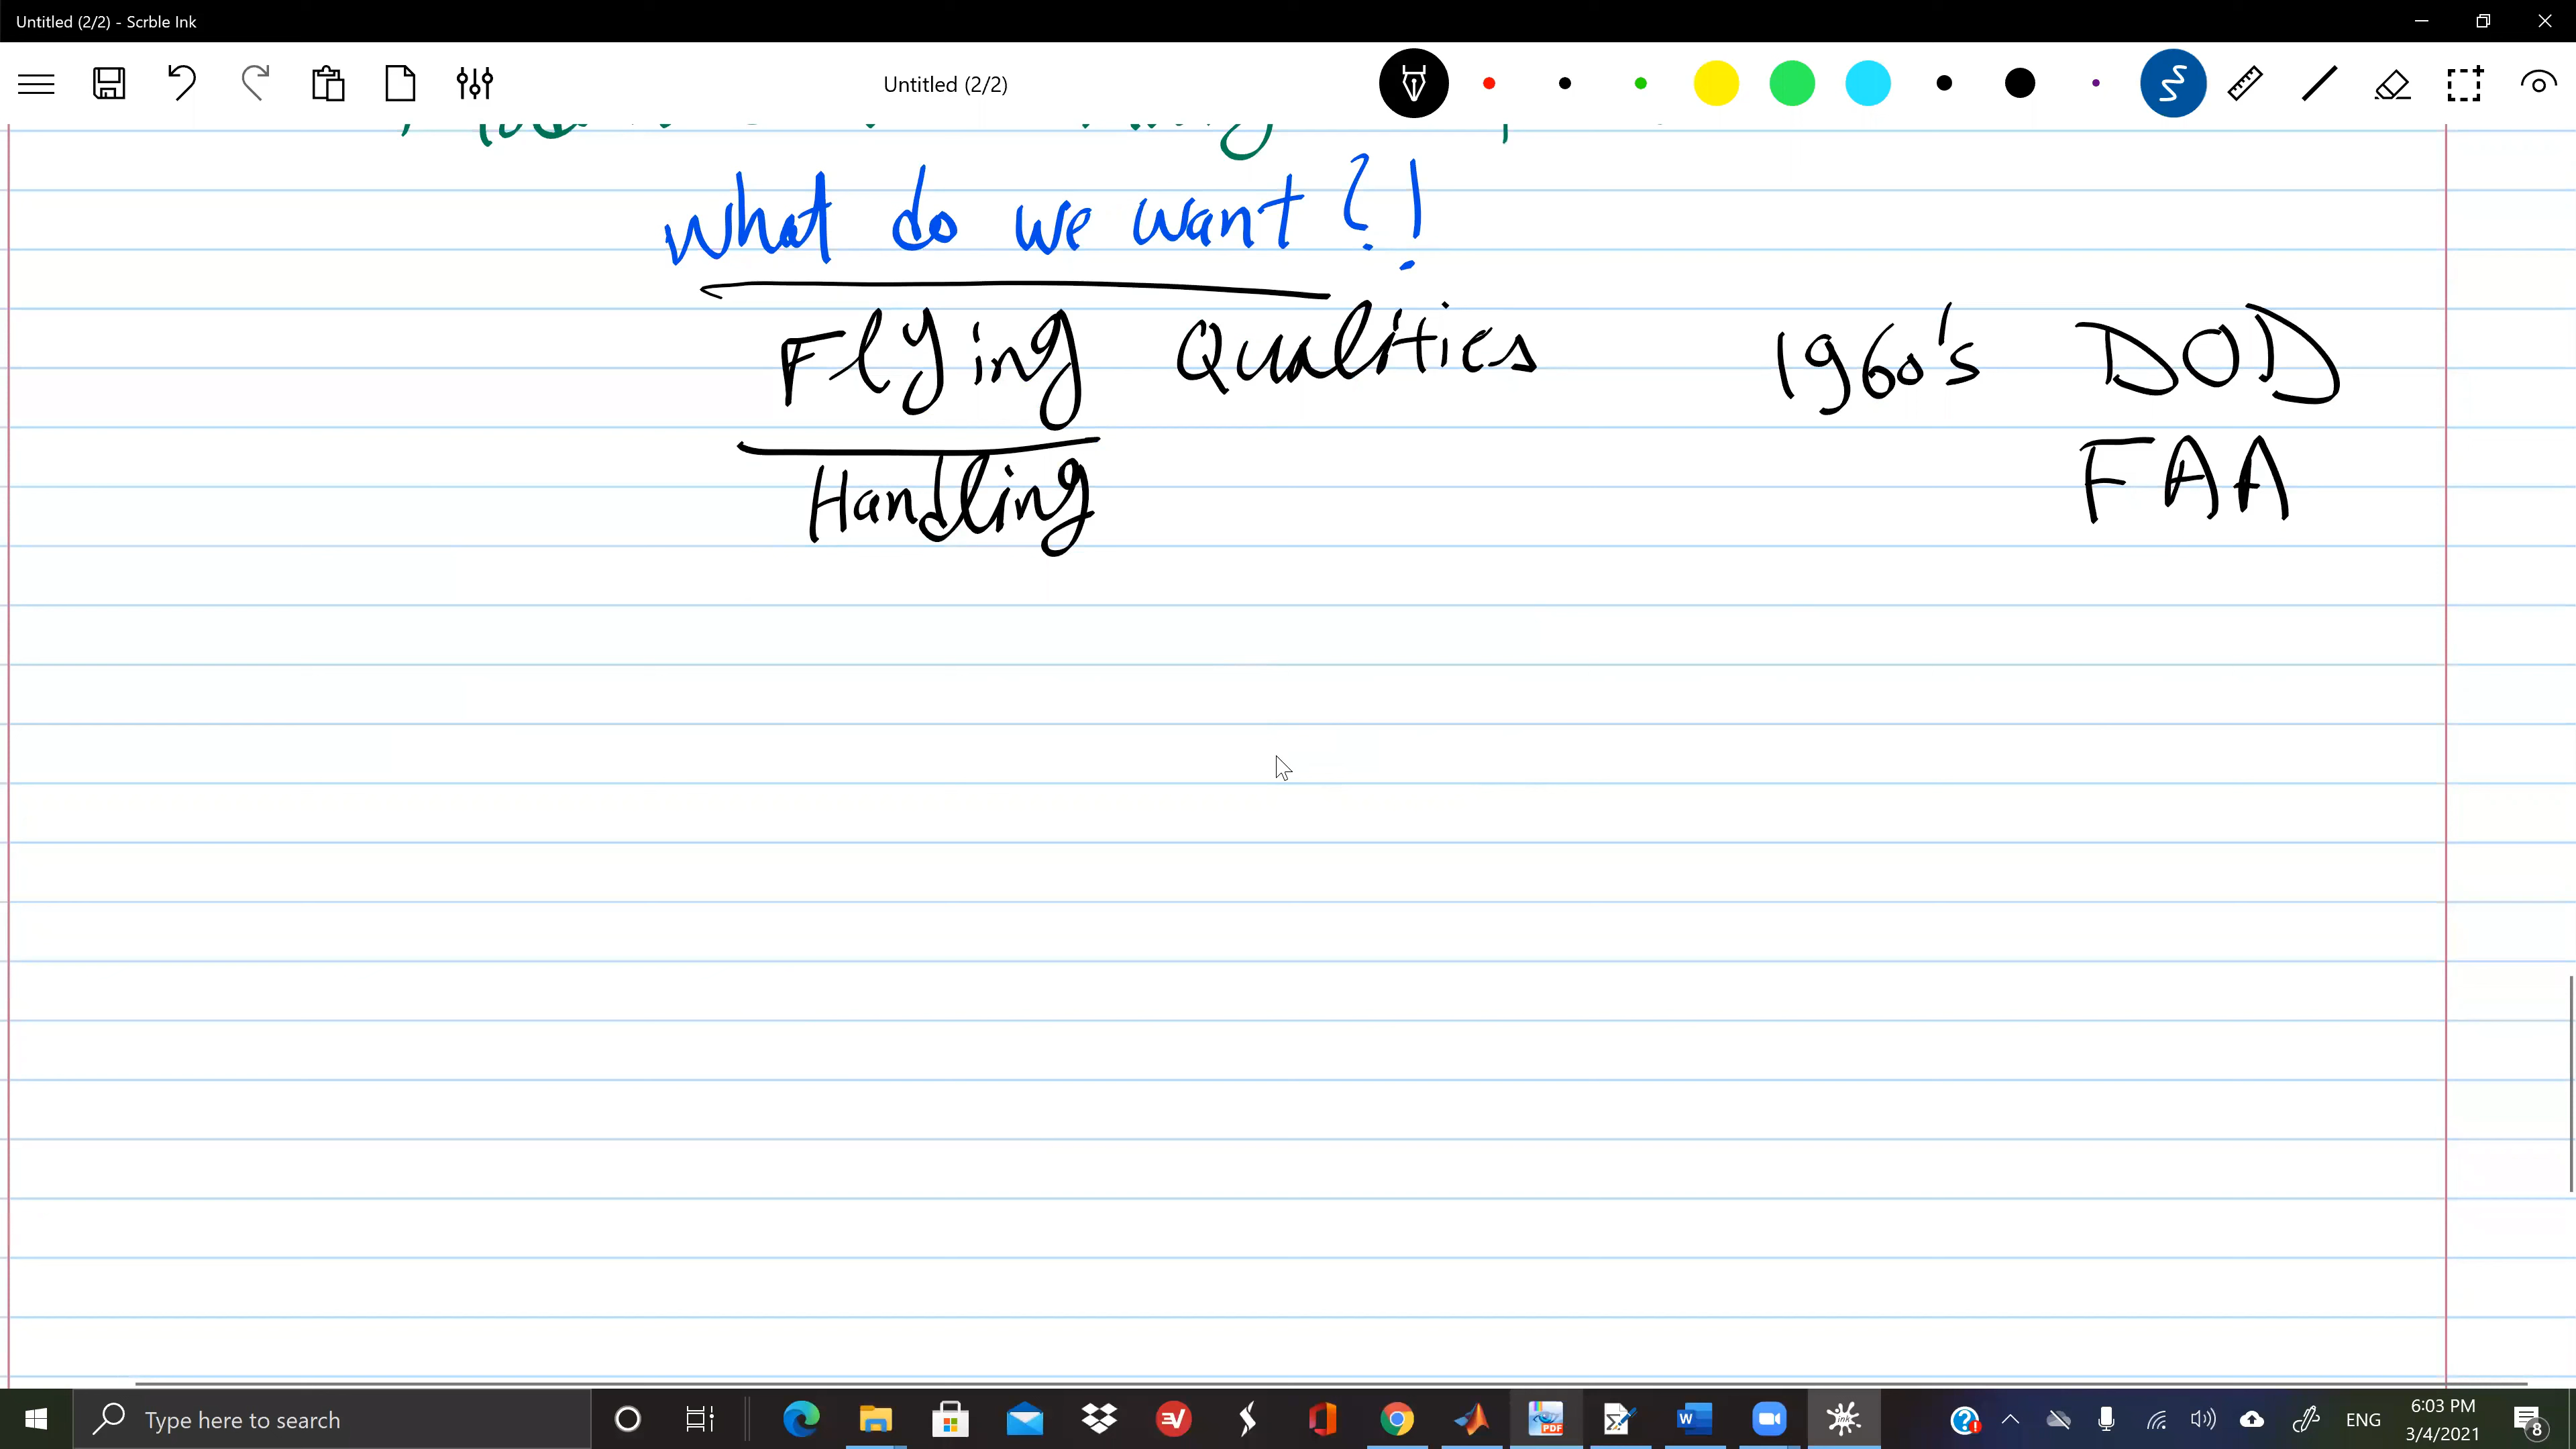 Untitled (2/2) - Scrble Ink
Untitled (2/2)
What do we want?!
Flying Qualities 1960's DOD
Handling FAA
Type here to search
ENG
6:03 PM
3/4/2021
8